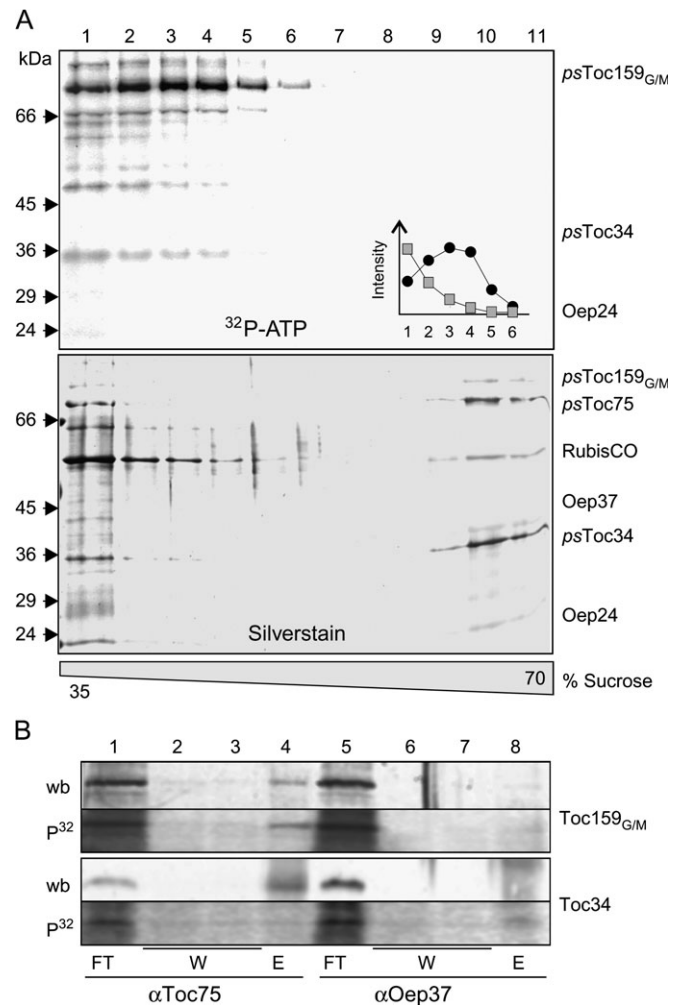 A
1 2 3 4 5 6 7 8 9 10 11
kDa
psToc159G/M
66
45
psToc34
36
Intensity
29
Oep24
24
32P-ATP
1 2 3 4 5 6
psToc159G/M
66
psToc75
RubisCO
45
Oep37
psToc34
36
29
Oep24
24
Silverstain
35
70
% Sucrose
B
1 2 3 4 5 6 7 8
wb
Toc159G/M
P32
wb
Toc34
P32
FT W E FT W E
αToc75 αOep37